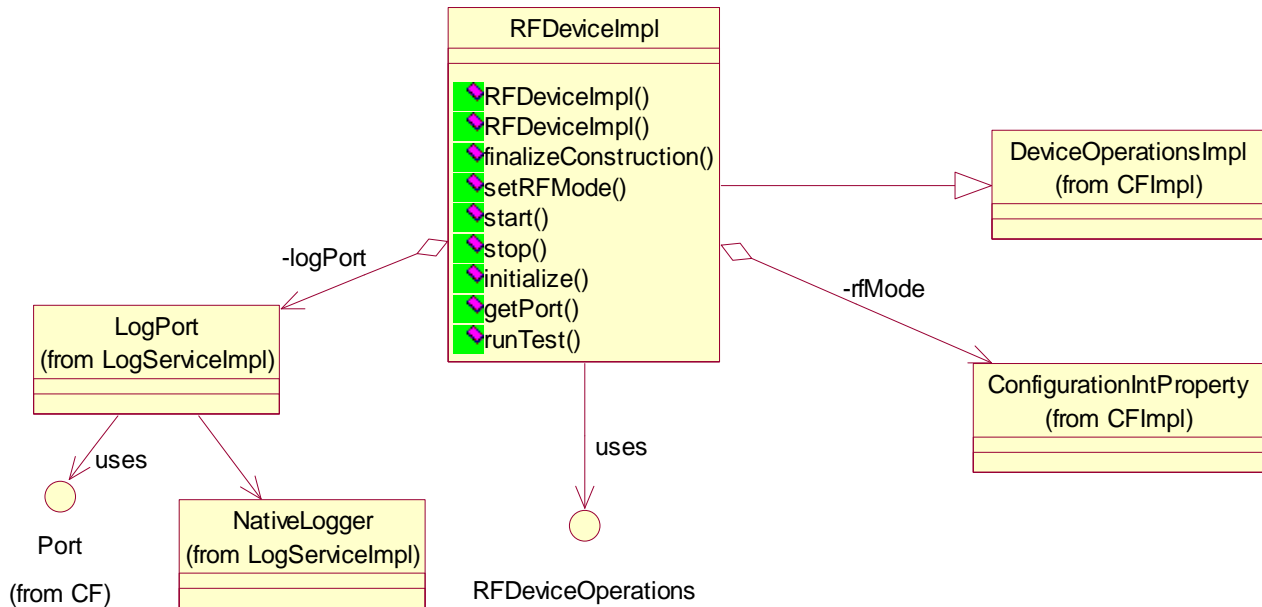 RFDeviceImpl
RFDeviceImpl()
RFDeviceImpl()
finalizeConstruction()
setRFMode()
start()
stop()
initialize()
getPort()
runTest()
DeviceOperationsImpl
(from CFImpl)
-logPort
-rfMode
LogPort
(from LogServiceImpl)
ConfigurationIntProperty
(from CFImpl)
uses
uses
NativeLogger
(from LogServiceImpl)
Port
(from CF)
RFDeviceOperations